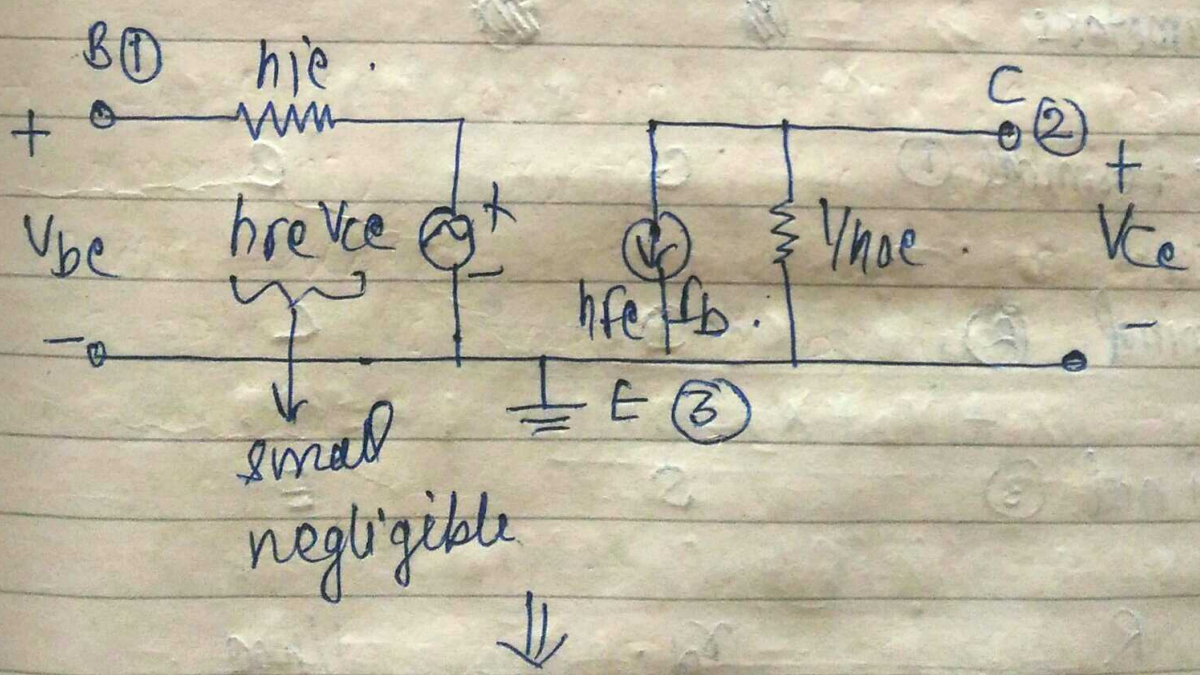 B ①
hie
C ②
+
+
Vbe
hre Vce
+
-
1/hoe
Vce
hfe Ib
-
-
E ③
small
negligible
⇓